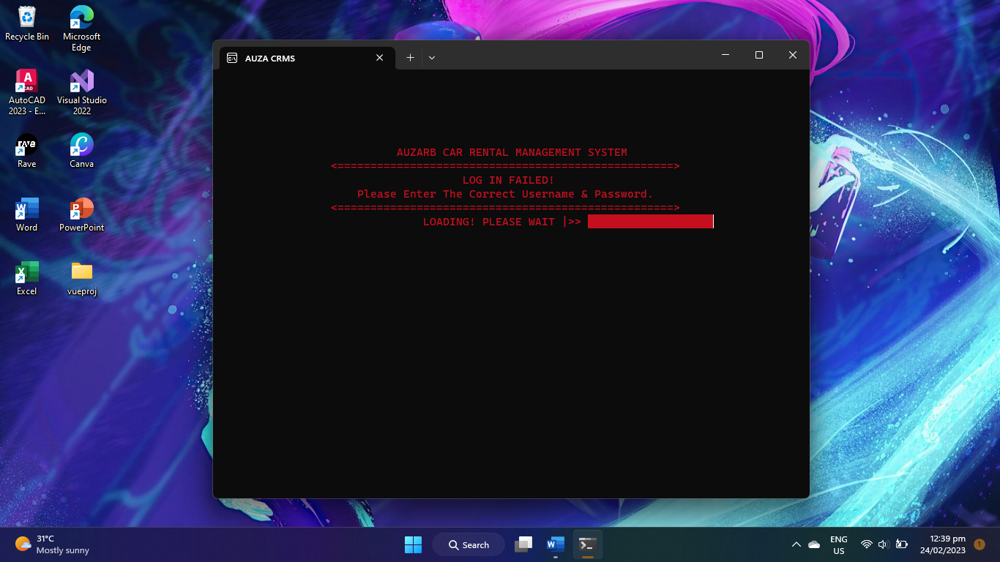 Recycle Bin
Microsoft
Edge
AutoCAD
2023 - E...
Visual Studio
2022
Rave
Canva
Word
PowerPoint
Excel
vueproj
AUZA CRMS
AUZARB CAR RENTAL MANAGEMENT SYSTEM
<===================================================>
LOG IN FAILED!
Please Enter The Correct Username & Password.
<===================================================>
LOADING! PLEASE WAIT |>>
31°C
Mostly sunny
Search
ENG
US
12:39 pm
24/02/2023
1